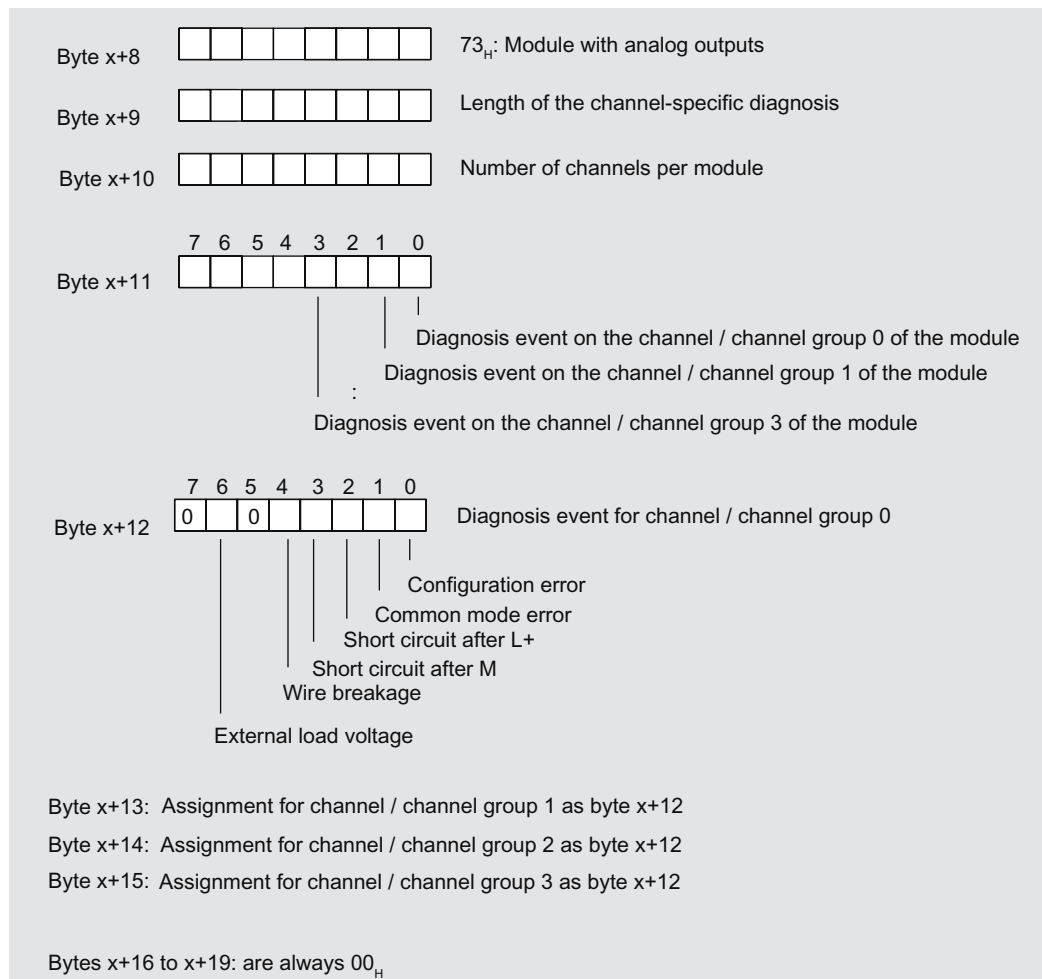 Byte x+8 73H: Module with analog outputs
Byte x+9 Length of the channel-specific diagnosis
Byte x+10 Number of channels per module
7 6 5 4 3 2 1 0
Byte x+11
Diagnosis event on the channel / channel group 0 of the module
Diagnosis event on the channel / channel group 1 of the module
:
Diagnosis event on the channel / channel group 3 of the module
7 6 5 4 3 2 1 0
Byte x+12 0 0 Diagnosis event for channel / channel group 0
Configuration error
Common mode error
Short circuit after L+
Short circuit after M
Wire breakage
External load voltage
Byte x+13: Assignment for channel / channel group 1 as byte x+12
Byte x+14: Assignment for channel / channel group 2 as byte x+12
Byte x+15: Assignment for channel / channel group 3 as byte x+12
Bytes x+16 to x+19: are always 00H